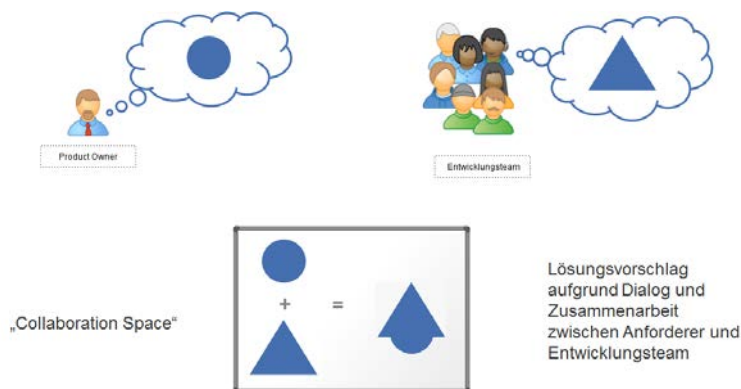 Product Owner
Entwicklungsteam
„Collaboration Space“
+
=
Lösungsvorschlag
aufgrund Dialog und
Zusammenarbeit
zwischen Anforderer und
Entwicklungsteam